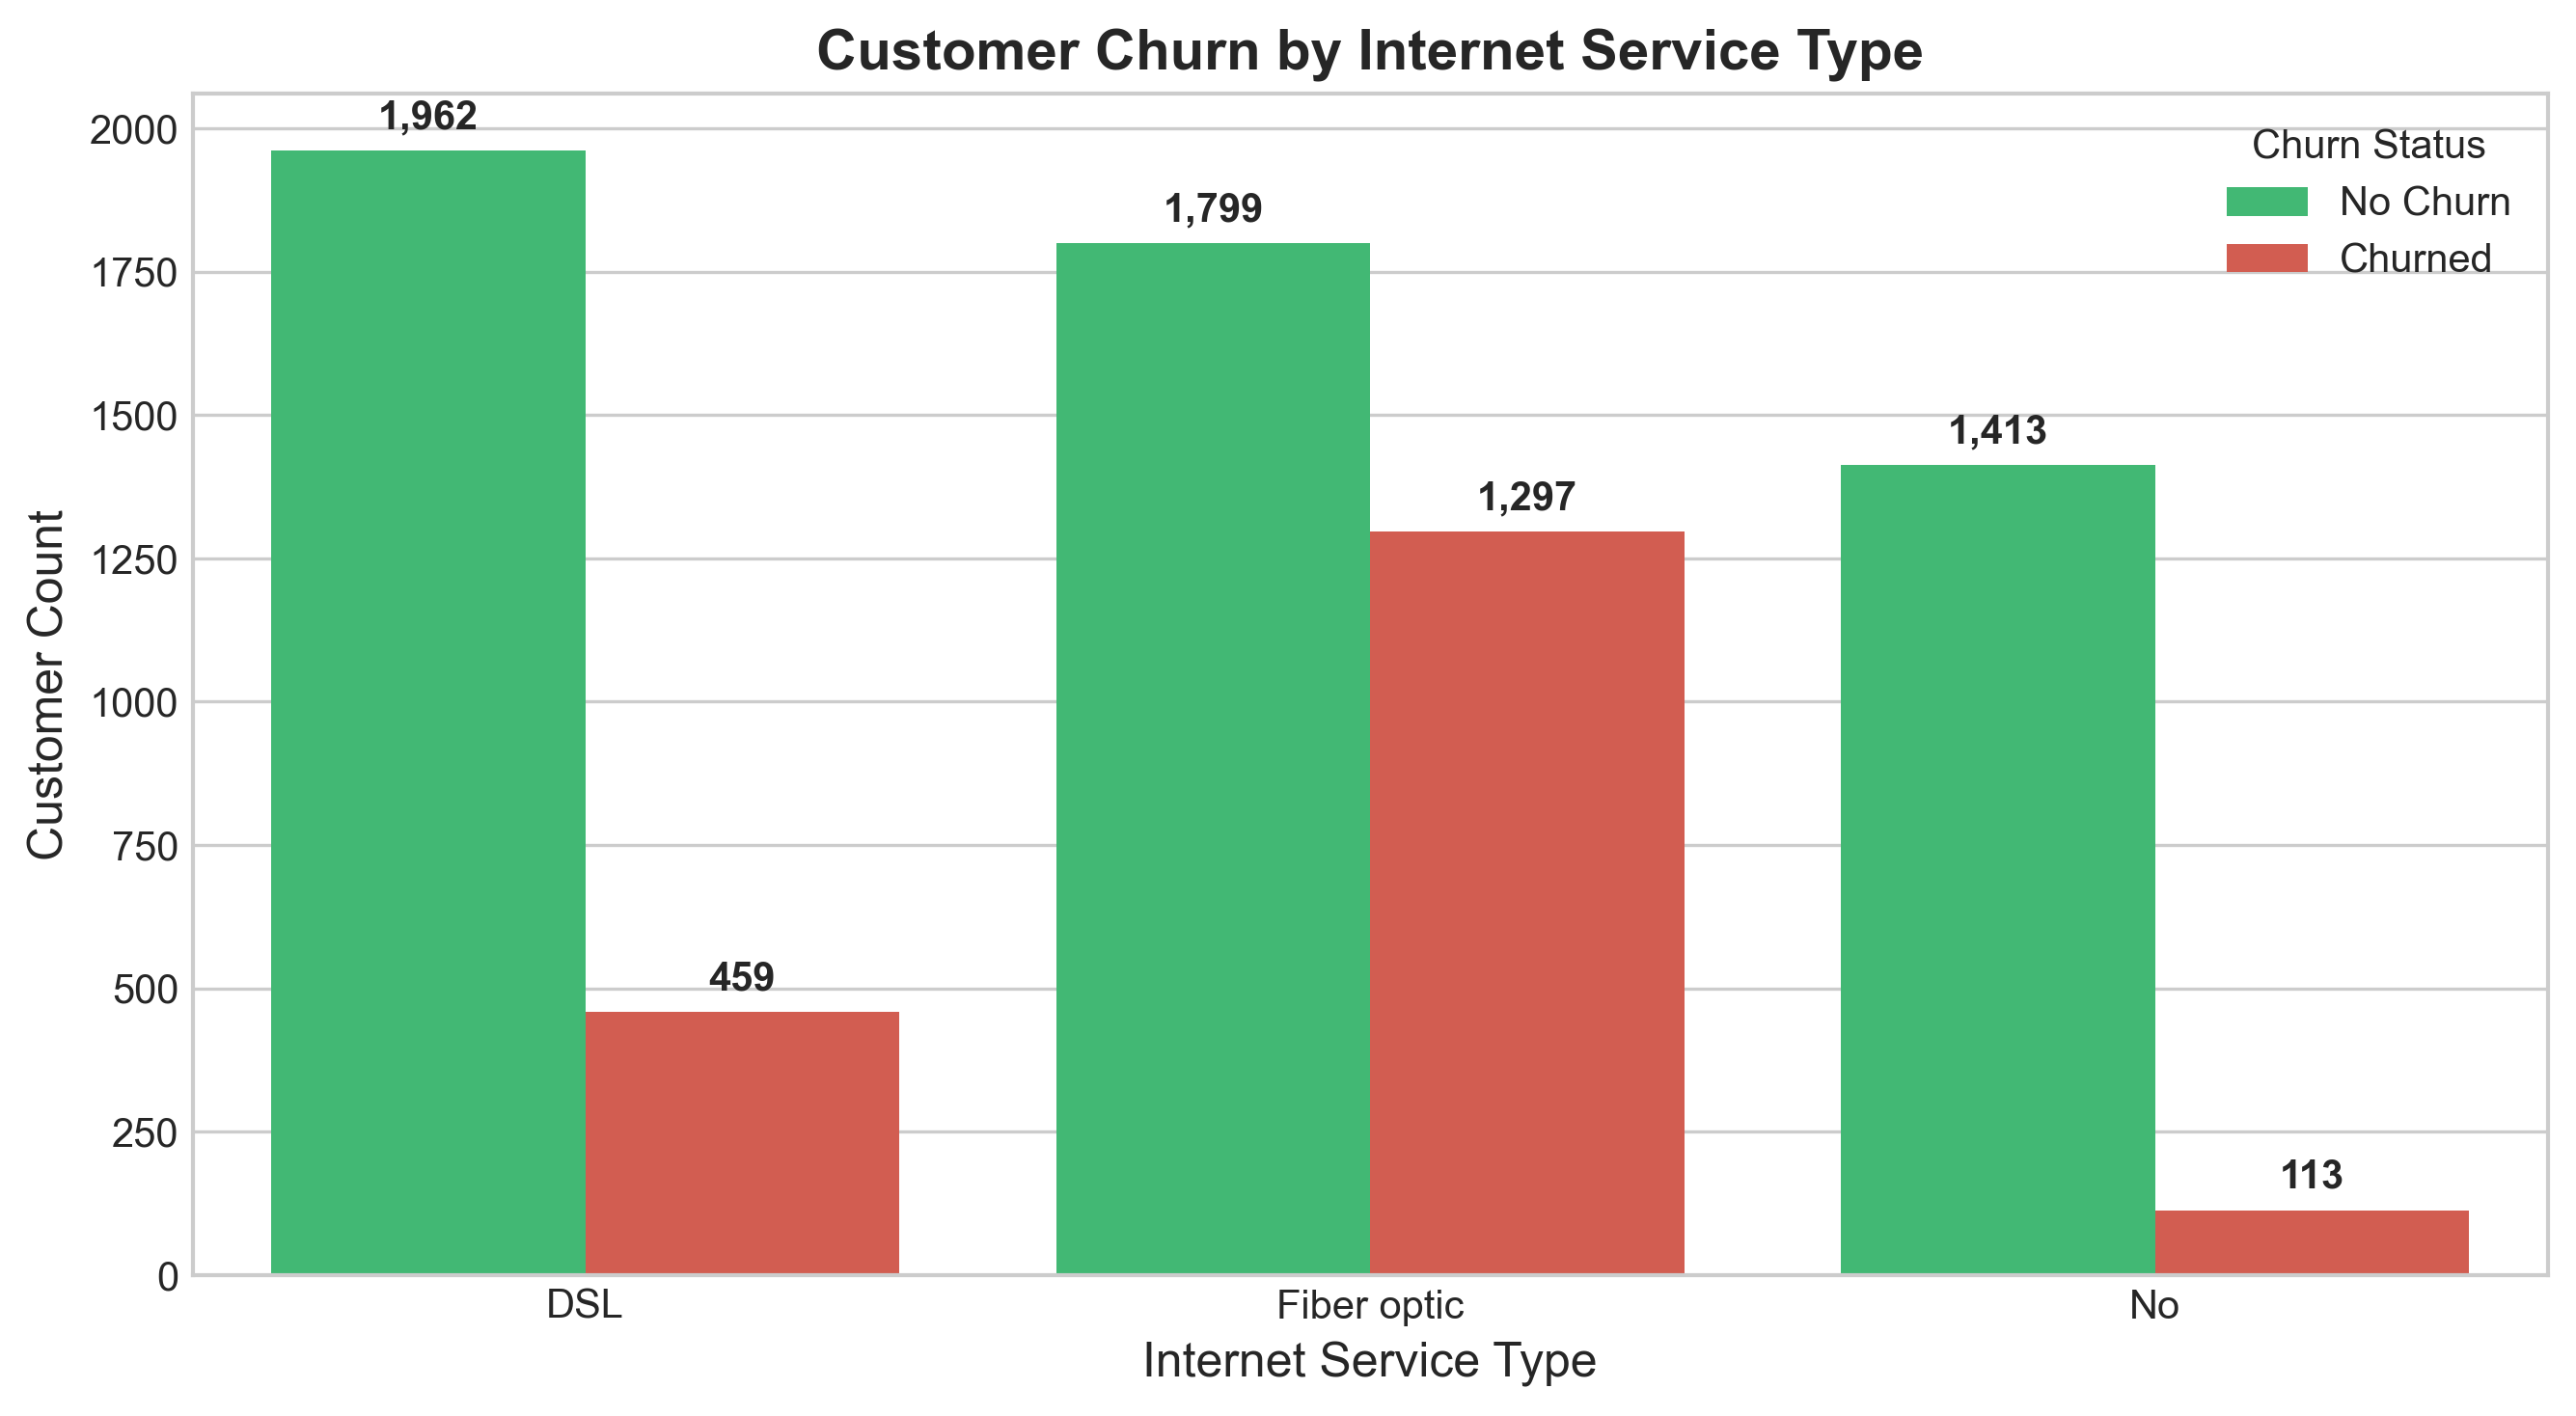 Customer Churn by Internet Service Type
Customer Count
2000
1750
1500
1250
1000
750
500
250
0
1,962
459
1,799
1,297
1,413
113
Churn Status
No Churn
Churned
DSL
Fiber optic
No
Internet Service Type